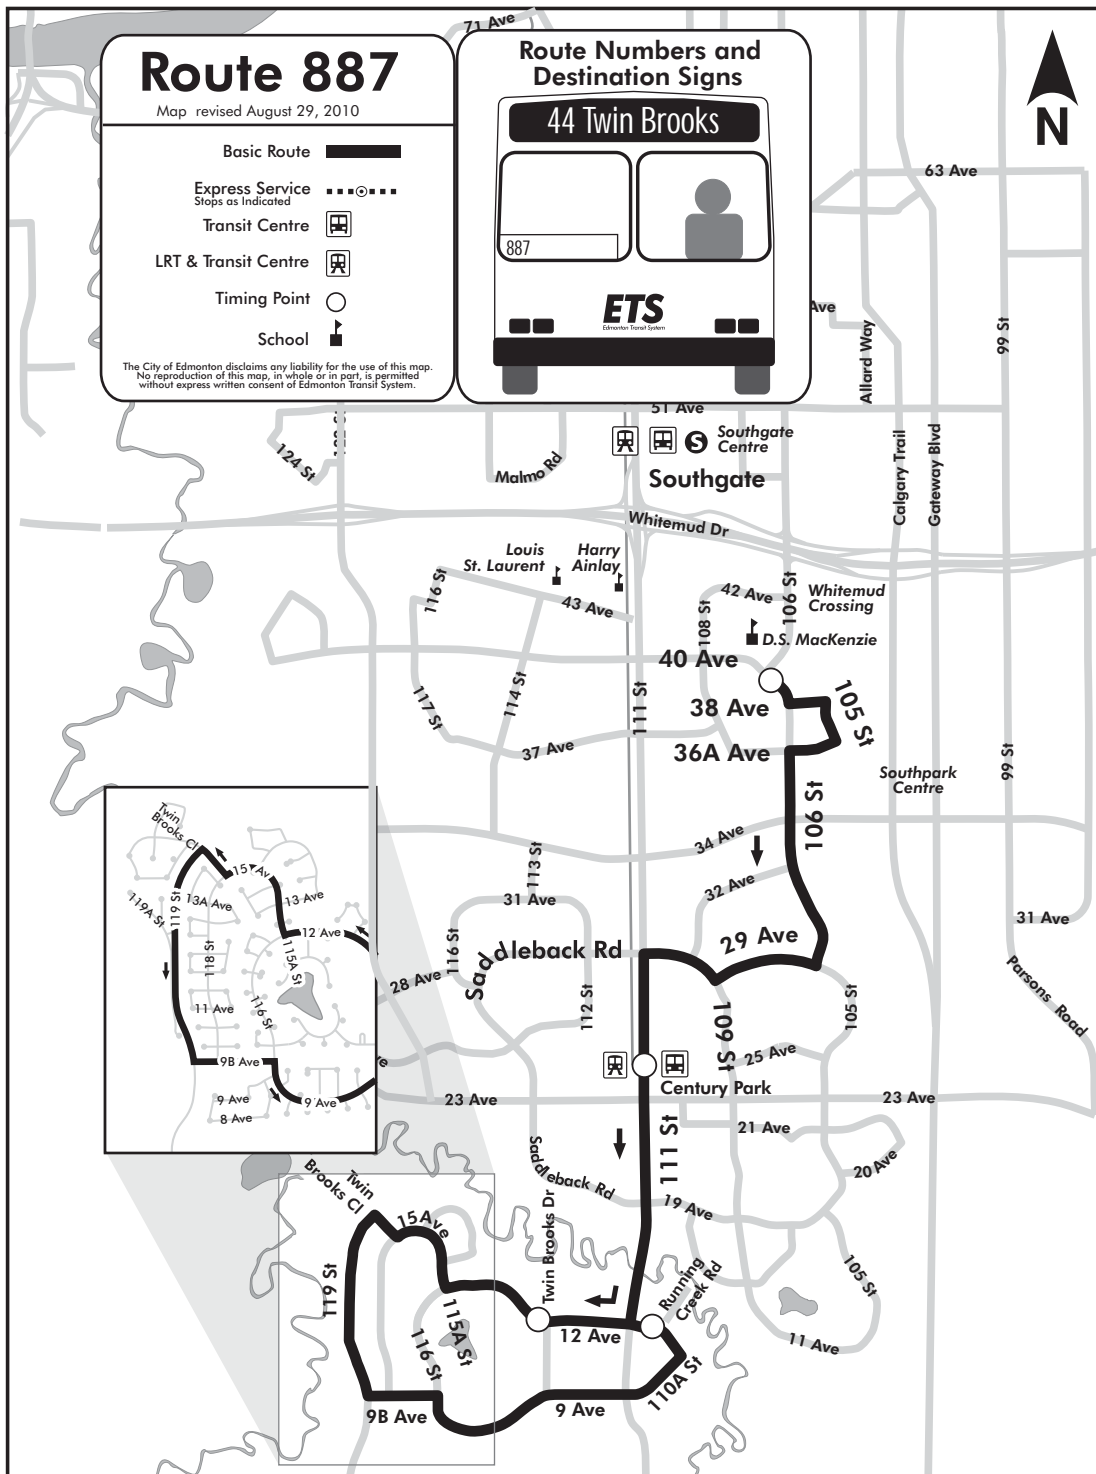 71 Ave
Route 887
Map revised August 29, 2010
Basic Route
Express Service
Stops as Indicated
Transit Centre
LRT & Transit Centre
Timing Point
School
The City of Edmonton disclaims any liability for the use of this map.
No reproduction of this map, in whole or in part, is permitted
without express written consent of Edmonton Transit System.
Route Numbers and
Destination Signs
44 Twin Brooks
887
ETS
Edmonton Transit System
N
63 Ave
Ave
99 St
Allard Way
51 Ave
124 St
Malmo Rd
S
Southgate
Centre
Southgate
Calgary Trail
Gateway Blvd
Whitemud Dr
Louis
St. Laurent
Harry
Ainlay
116 St
43 Ave
42 Ave
108 St
106 St
Whitemud
Crossing
D.S. MacKenzie
40 Ave
117 St
114 St
111 St
38 Ave
105 St
37 Ave
36A Ave
99 St
Southpark
Centre
106 St
34 Ave
113 St
32 Ave
31 Ave
31 Ave
116 St
Saddleback Rd
29 Ave
28 Ave
112 St
109 St
105 St
Parsons Road
25 Ave
Century Park
23 Ave
23 Ave
21 Ave
20 Ave
111 St
Saddleback Rd
19 Ave
Twin
Brooks Cl
15 Av
13A Ave
13 Ave
119A St
119 St
12 Ave
118 St
115A St
11 Ave
116 St
9B Ave
9 Ave
9 Ave
8 Ave
Twin
Brooks Cl
15 Ave
Twin Brooks Dr
Running
Creek Rd
105 St
119 St
115A St
116 St
12 Ave
11 Ave
110A St
9B Ave
9 Ave